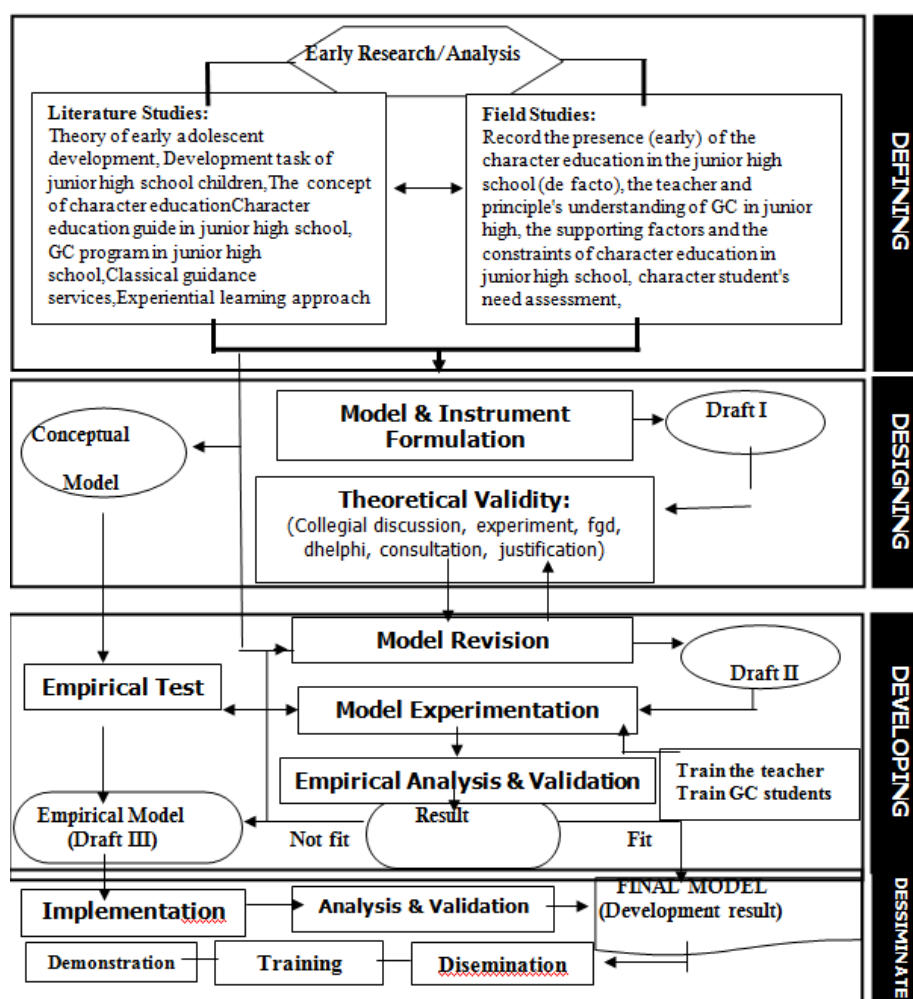 Early Research/Analysis
Literature Studies:
Theory of early adolescent
development, Development task of
junior high school children,The concept
of character educationCharacter
education guide in junior high school,
GC program in junior high
school,Classical guidance
services,Experiential learning approach
Field Studies:
Record the presence (early) of the
character education in the junior high
school (de facto), the teacher and
principle's understanding of GC in junior
high, the supporting factors and the
constraints of character education in
junior high school, character student's
need assessment,
DEFINING
Conceptual
Model
Model & Instrument
Formulation
Draft I
Theoretical Validity:
(Collegial discussion, experiment, fgd,
dhelphi, consultation, justification)
DESIGNING
Model Revision
Draft II
Empirical Test
Model Experimentation
Empirical Analysis & Validation
Train the teacher
Train GC students
Empirical Model
(Draft III)
Not fit
Result
Fit
DEVELOPING
Implementation
Analysis & Validation
FINAL MODEL
(Development result)
Demonstration
Training
Disemination
DESSIMINATE